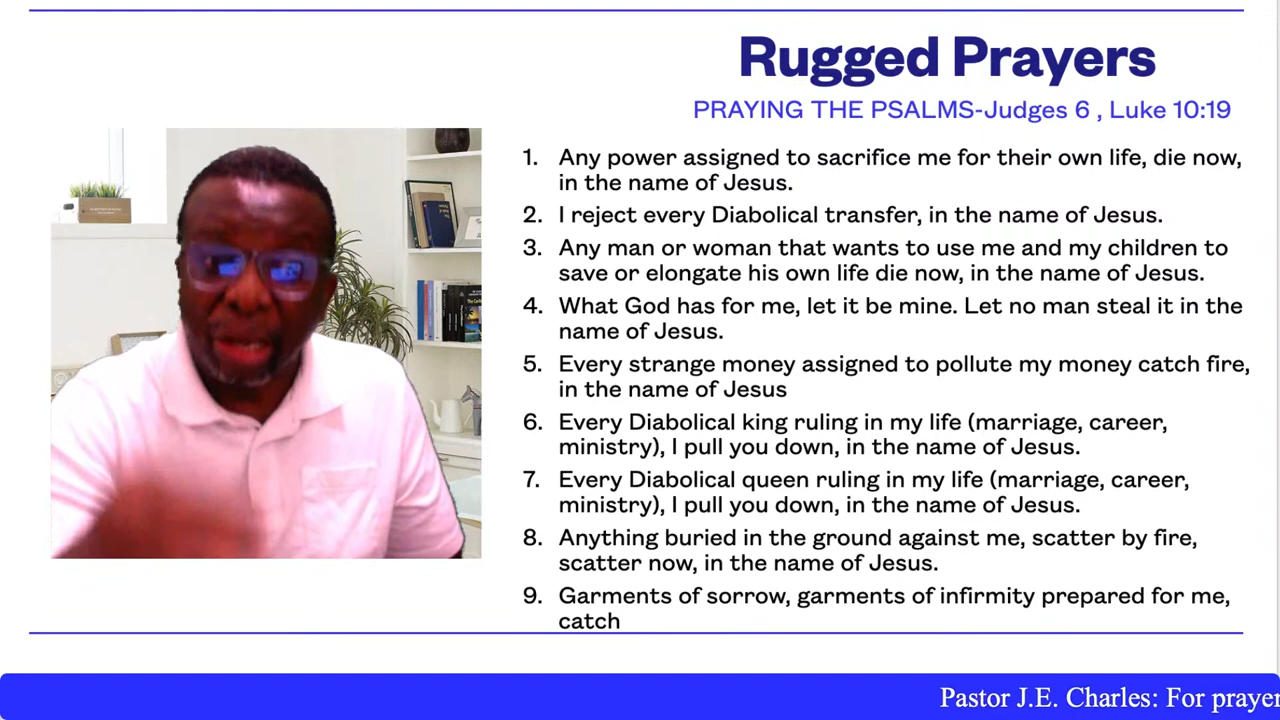 Rugged Prayers
PRAYING THE PSALMS-Judges 6 , Luke 10:19
1. Any power assigned to sacrifice me for their own life, die now,
in the name of Jesus.
2. I reject every Diabolical transfer, in the name of Jesus.
3. Any man or woman that wants to use me and my children to
save or elongate his own life die now, in the name of Jesus.
4. What God has for me, let it be mine. Let no man steal it in the
name of Jesus.
5. Every strange money assigned to pollute my money catch fire,
in the name of Jesus
6. Every Diabolical king ruling in my life (marriage, career,
ministry), I pull you down, in the name of Jesus.
7. Every Diabolical queen ruling in my life (marriage, career,
ministry), I pull you down, in the name of Jesus.
8. Anything buried in the ground against me, scatter by fire,
scatter now, in the name of Jesus.
9. Garments of sorrow, garments of infirmity prepared for me,
catch
Pastor J.E. Charles: For prayer